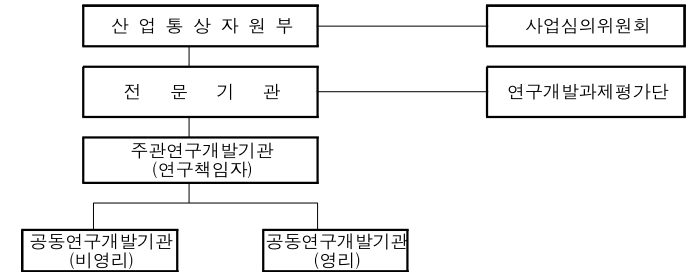 산 업 통 상 자 원 부
사업심의위원회
전 문 기 관
연구개발과제평가단
주관연구개발기관
(연구책임자)
공동연구개발기관
(비영리)
공동연구개발기관
(영리)